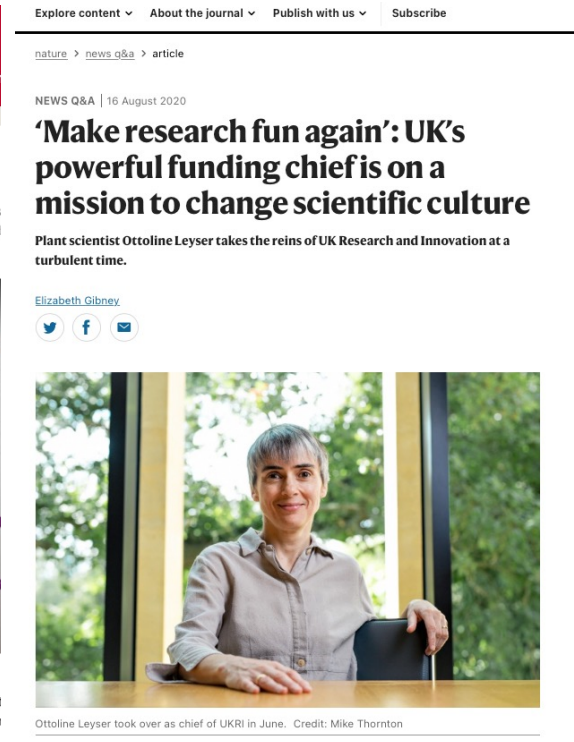 Explore content About the journal Publish with us Subscribe
nature > news q&a > article
NEWS Q&A | 16 August 2020
‘Make research fun again’: UK’s
powerful funding chief is on a
mission to change scientific culture
Plant scientist Ottoline Leyser takes the reins of UK Research and Innovation at a
turbulent time.
Elizabeth Gibney
Ottoline Leyser took over as chief of UKRI in June. Credit: Mike Thornton